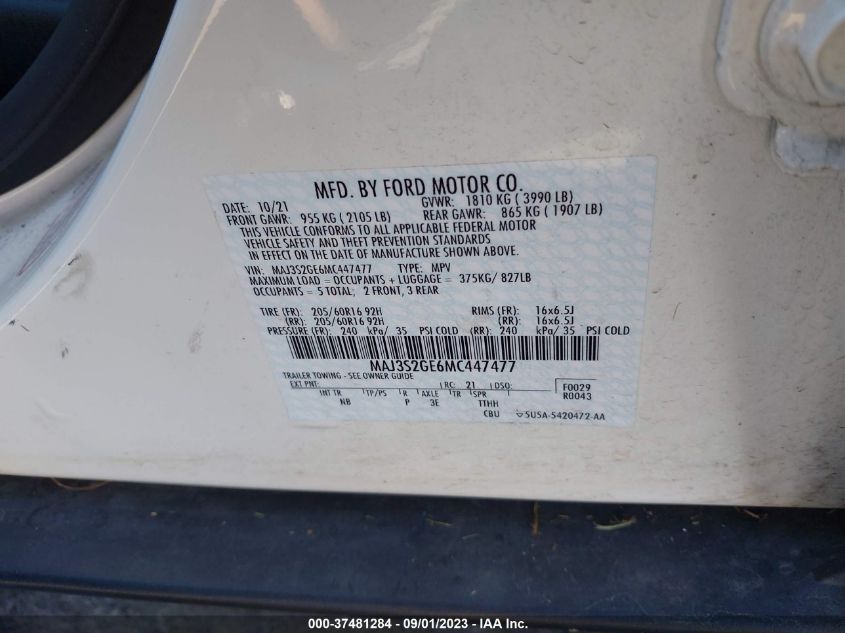 MFD. BY FORD MOTOR CO.
DATE: 10/21 GVWR: 1810 KG ( 3990 LB)
FRONT GAWR: 955 KG ( 2105 LB) REAR GAWR: 865 KG ( 1907 LB)
THIS VEHICLE CONFORMS TO ALL APPLICABLE FEDERAL MOTOR
VEHICLE SAFETY AND THEFT PREVENTION STANDARDS
IN EFFECT ON THE DATE OF MANUFACTURE SHOWN ABOVE.
VIN: MAJ3S2GE6MC447477 TYPE: MPV
MAXIMUM LOAD = OCCUPANTS + LUGGAGE = 375KG/ 827LB
OCCUPANTS = 5 TOTAL; 2 FRONT, 3 REAR
TIRE (FR): 205/60R16 92H RIMS (FR): 16x6.5J
(RR): 205/60R16 92H (RR): 16x6.5J
PRESSURE (FR): 240 kPa/ 35 PSI COLD (RR): 240 kPa/ 35 PSI COLD
MAJ3S2GE6MC447477
TRAILER TOWING - SEE OWNER GUIDE
EXT PNT: RC: 21 DSO: F0029
INT TR TP/PS R AXLE TR SPR R0043
NB P 3E TTHH
CBU 5U5A-5420472-AA
000-37481284 - 09/01/2023 - IAA Inc.